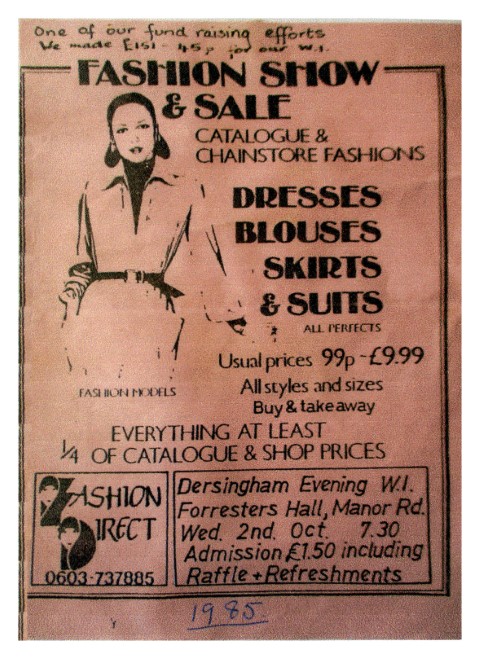 One of our fund raising efforts
We made £151-45p for our W.I.
FASHION SHOW
& SALE
CATALOGUE &
CHAINSTORE FASHIONS
DRESSES
BLOUSES
SKIRTS
& SUITS
ALL PERFECTS
Usual prices 99p-£9.99
FASHION MODELS
All styles and sizes
Buy & take away
EVERYTHING AT LEAST
1/4 OF CATALOGUE & SHOP PRICES
FASHION
DIRECT
0603-737885
Dersingham Evening W.I.
Forresters Hall, Manor Rd.
Wed. 2nd. Oct. 7.30
Admission £1.50 including
Raffle + Refreshments
1985.